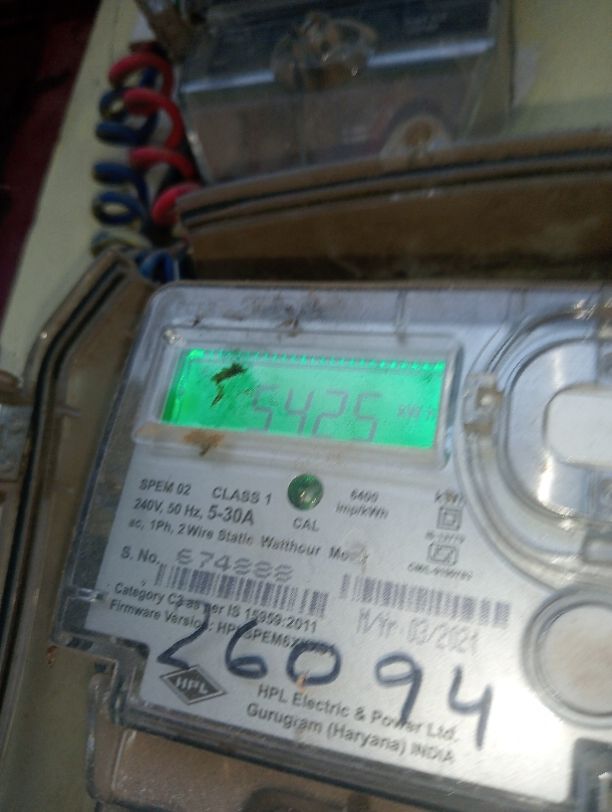 5425 kWh
SPEM 02 CLASS 1 6400 imp/kWh
240V, 50 Hz, 5-30A CAL
ac, 1Ph, 2 Wire Static Watthour
S. No. 674888
Category C2 as per IS 15959:2011
M/Yr 03/2021
Firmware Version:
26094
HPL
HPL Electric & Power Ltd.
Gurugram (Haryana) INDIA